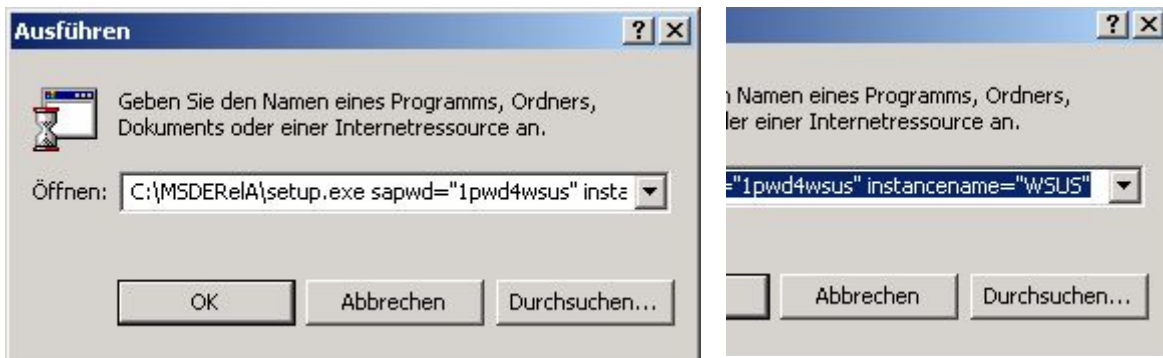 Ausführen
Geben Sie den Namen eines Programms, Ordners,
Dokuments oder einer Internetressource an.
Öffnen: C:\MSDERelA\setup.exe sapwd="1pwd4wsus" insta
OK Abbrechen Durchsuchen...
Namen eines Programms, Ordners,
er einer Internetressource an.
="1pwd4wsus" instancename="WSUS"
Abbrechen Durchsuchen...